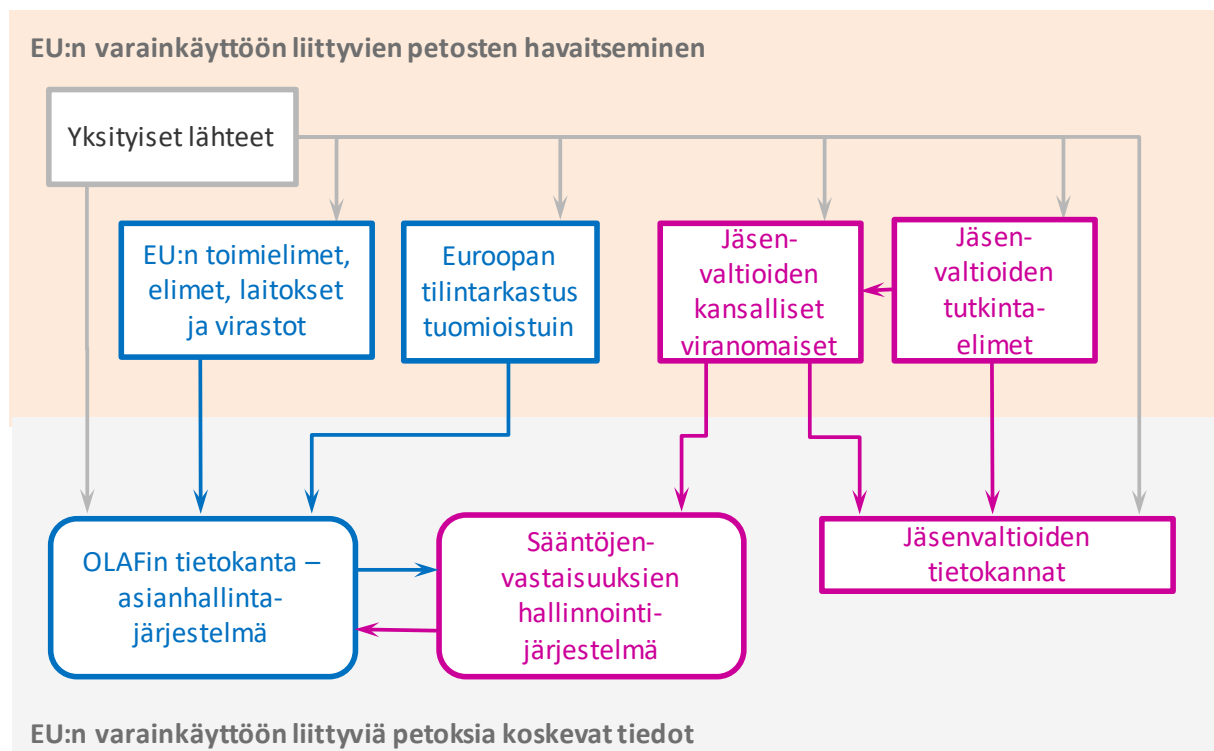 EU:n varainkäyttöön liittyvien petosten havaitseminen
Yksityiset lähteet
EU:n toimielimet,
elimet, laitokset
ja virastot
Euroopan
tilintarkastus
tuomioistuin
Jäsen-
valtioiden
kansalliset
viranomaiset
Jäsen-
valtioiden
tutkinta-
elimet
OLAFin tietokanta –
asianhallinta-
järjestelmä
Sääntöjen-
vastaisuuksien
hallinnointi-
järjestelmä
Jäsenvaltioiden
tietokannat
EU:n varainkäyttöön liittyviä petoksia koskevat tiedot